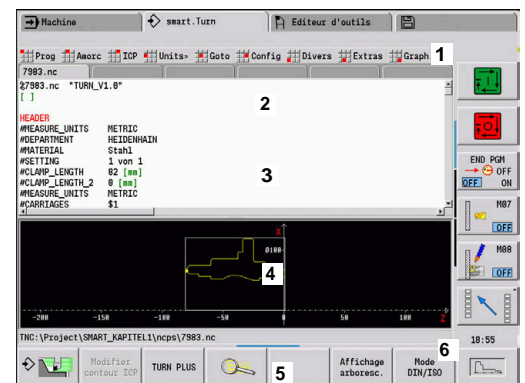 Machine
smart.Turn
Editeur d'outils
Prog Amorc ICP Units» Goto Config Divers Extras Graph. 1
7983.nc
%7983.nc "TURN_V1.0"
[ ]
2
HEADER
#MEASURE_UNITS METRIC
#DEPARTMENT HEIDENHAIN
#MATERIAL Stahl
#SETTING 1 von 1
#CLAMP_LENGTH 82 [mm]
3
#CLAMP_LENGTH_2 0 [mm]
#MEASURE_UNITS METRIC
#CARRIAGES $1
X
Ø100
4
-200 -150 -100 -50 0 50 100 Z
TNC:\Project\SMART_KAPITEL1\ncps\7983.nc
Modifier contour ICP
TURN PLUS
5
Affichage arboresc.
6
Mode DIN/ISO
END PGM
OFF
OFF ON
M07
OFF
M08
OFF
10:55